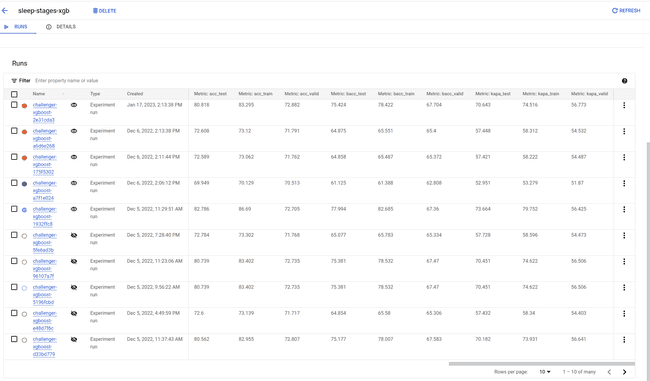 sleep-stages-xgb DELETE REFRESH
RUNS DETAILS
Runs
Filter Enter property name or value
Name Type Created Metric: acc_test Metric: acc_train Metric: acc_valid Metric: bacc_test Metric: bacc_train Metric: bacc_valid Metric: kapa_test Metric: kapa_train Metric: kapa_valid
challenger-xgboost-2e31cda3 Experiment run Jan 17, 2023, 2:13:38 PM 80.818 83.295 72.882 75.424 78.422 67.704 70.643 74.516 56.773
challenger-xgboost-a6d6e268 Experiment run Dec 6, 2022, 2:13:38 PM 72.608 73.12 71.791 64.875 65.551 65.4 57.448 58.312 54.532
challenger-xgboost-175f5302 Experiment run Dec 6, 2022, 2:11:44 PM 72.589 73.062 71.762 64.858 65.487 65.372 57.421 58.222 54.487
challenger-xgboost-a7f1e024 Experiment run Dec 6, 2022, 2:06:12 PM 69.949 70.129 70.513 61.125 61.388 62.808 52.951 53.279 51.87
challenger-xgboost-1632ffc8 Experiment run Dec 5, 2022, 11:29:51 AM 82.786 86.69 72.705 77.994 82.685 67.36 73.664 79.752 56.425
challenger-xgboost-5fe6ad3b Experiment run Dec 5, 2022, 7:28:40 PM 72.784 73.302 71.768 65.077 65.783 65.334 57.728 58.596 54.473
challenger-xgboost-96107a7f Experiment run Dec 5, 2022, 11:23:06 AM 80.739 83.402 72.735 75.381 78.532 67.47 70.451 74.622 56.506
challenger-xgboost-5196fcbd Experiment run Dec 5, 2022, 9:56:22 AM 80.739 83.402 72.735 75.381 78.532 67.47 70.451 74.622 56.506
challenger-xgboost-e48d7f6c Experiment run Dec 5, 2022, 4:49:59 PM 72.6 73.139 71.717 64.854 65.58 65.306 57.432 58.34 54.403
challenger-xgboost-d33bd779 Experiment run Dec 5, 2022, 11:37:43 AM 80.562 82.955 72.807 75.177 78.007 67.583 70.182 73.931 56.641
Rows per page: 10 1 – 10 of many